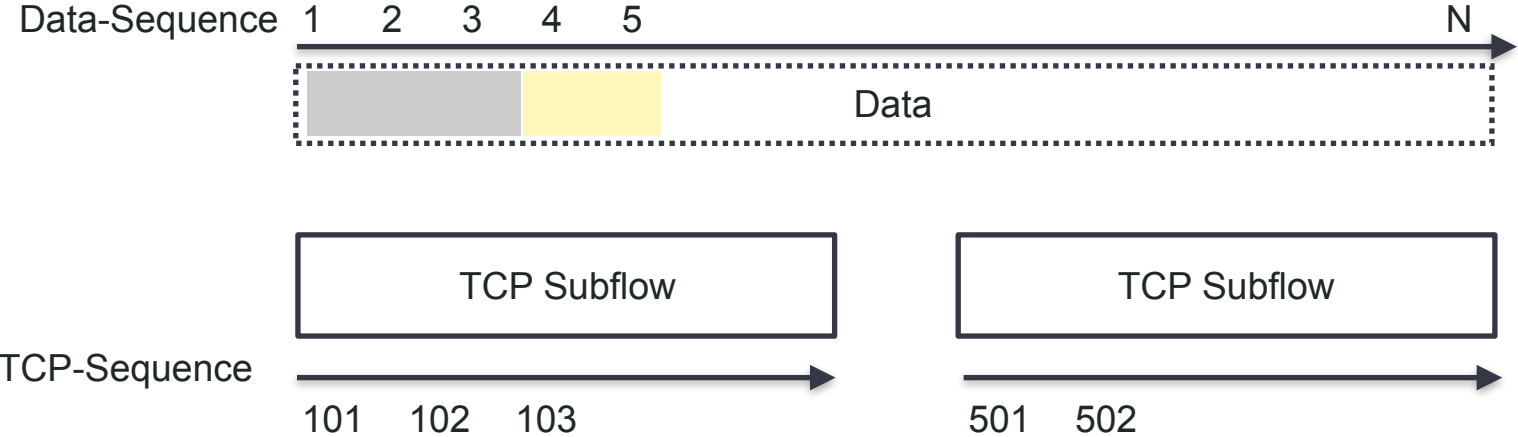 Data-Sequence 1 2 3 4 5 N
Data
TCP Subflow TCP Subflow
TCP-Sequence
101 102 103 501 502